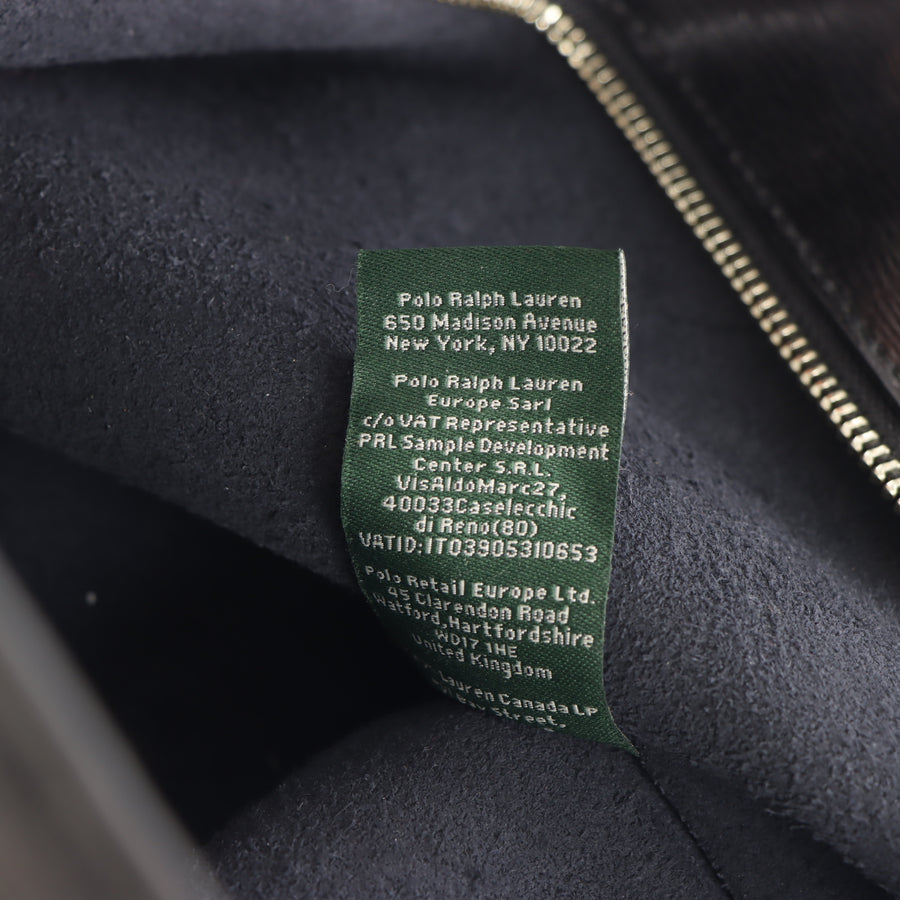 Polo Ralph Lauren
650 Madison Avenue
New York, NY 10022
Polo Ralph Lauren
Europe Sarl
c/o VAT Representative
PRL Sample Development
Center S.R.L.
VisAldoMarc27,
40033Caselecchic
di Reno(80)
VATID:IT03905310653
Polo Retail Europe Ltd.
45 Clarendon Road
Watford,Hartfordshire
WD17 1HE
United Kingdom
Lauren Canada LP
Bay Street,